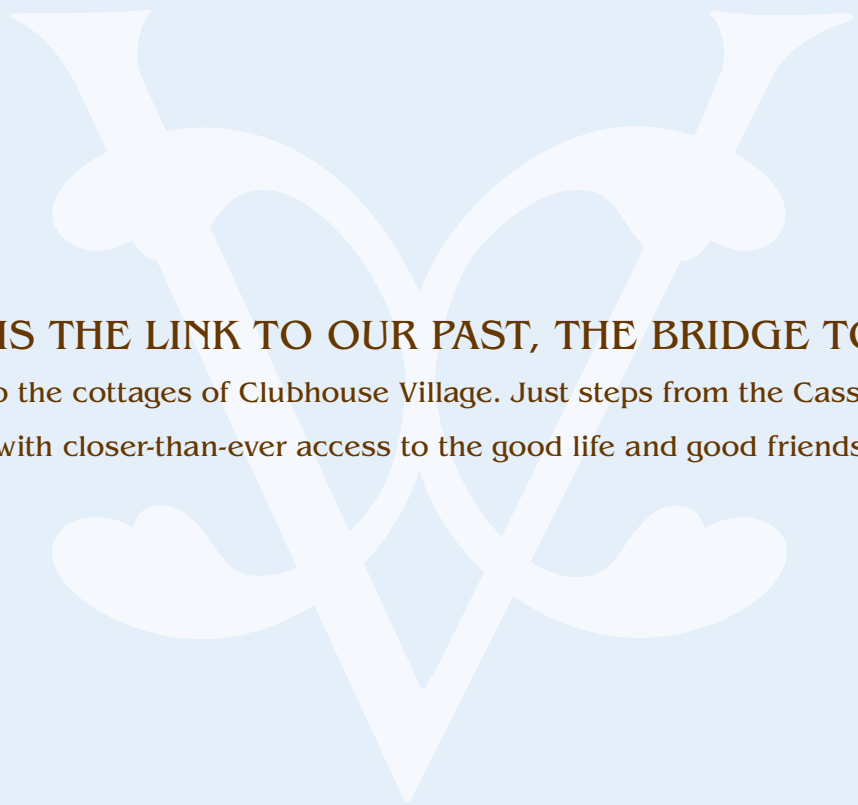 IS THE LINK TO OUR PAST, THE BRIDGE TO
the cottages of Clubhouse Village. Just steps from the Cass
with closer-than-ever access to the good life and good friends